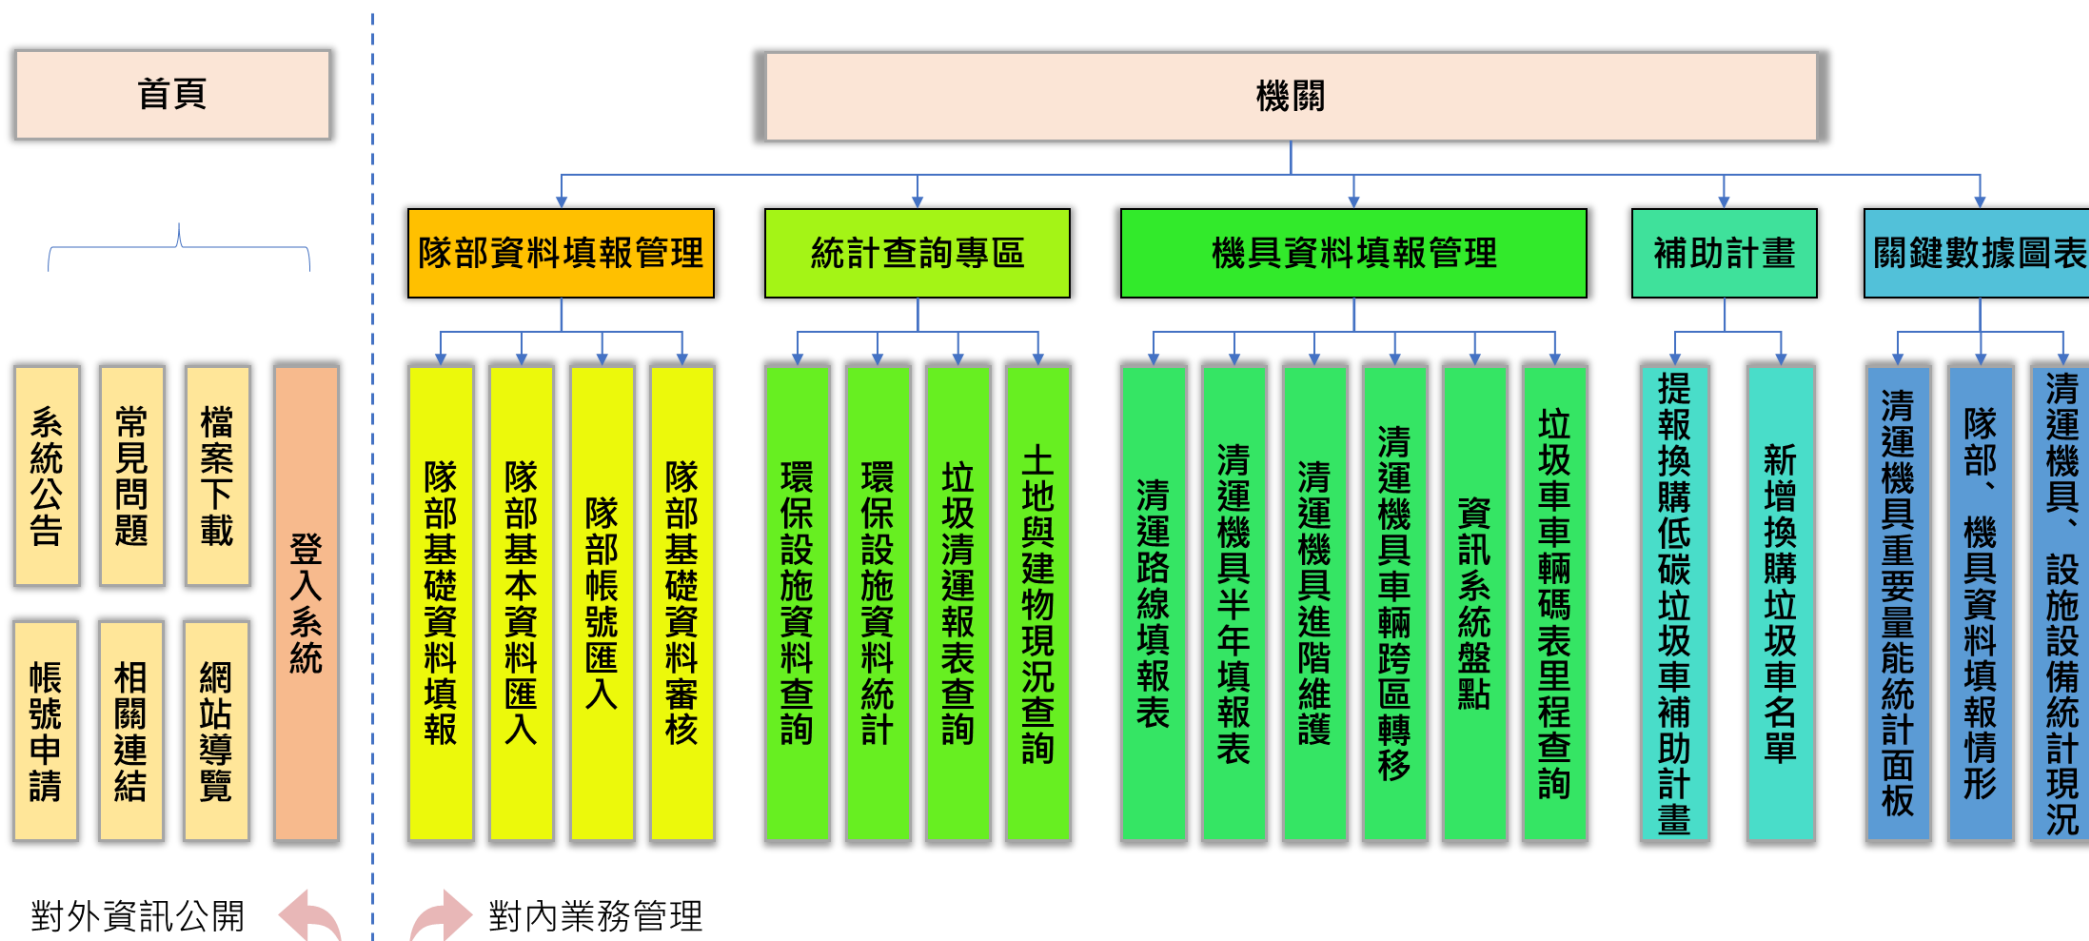 首頁
機關
隊部資料填報管理
統計查詢專區
機具資料填報管理
補助計畫
關鍵數據圖表
系統公告
常見問題
檔案下載
登入系統
帳號申請
相關連結
網站導覽
隊部基礎資料填報
隊部基本資料匯入
隊部帳號匯入
隊部基礎資料審核
環保設施資料查詢
環保設施資料統計
垃圾清運報表查詢
土地與建物現況查詢
清運路線填報表
清運機具半年填報表
清運機具進階維護
清運機具車輛跨區轉移
資訊系統盤點
垃圾車車輛碼表里程查詢
提報換購低碳垃圾車補助計畫
新增換購垃圾車名單
清運機具重要量能統計面板
隊部、機具資料填報情形
清運機具、設施設備統計現況
對外資訊公開
對內業務管理